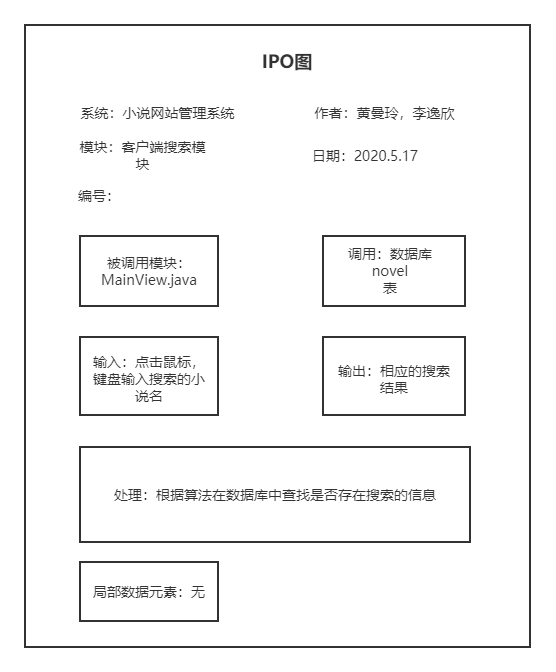 IPO图
系统：小说网站管理系统
作者：黄曼玲，李逸欣
模块：客户端搜索模
块
日期：2020.5.17
编号：
被调用模块：
MainView.java
调用：数据库
novel
表
输入：点击鼠标，
键盘输入搜索的小
说名
输出：相应的搜索
结果
处理：根据算法在数据库中查找是否存在搜索的信息
局部数据元素：无